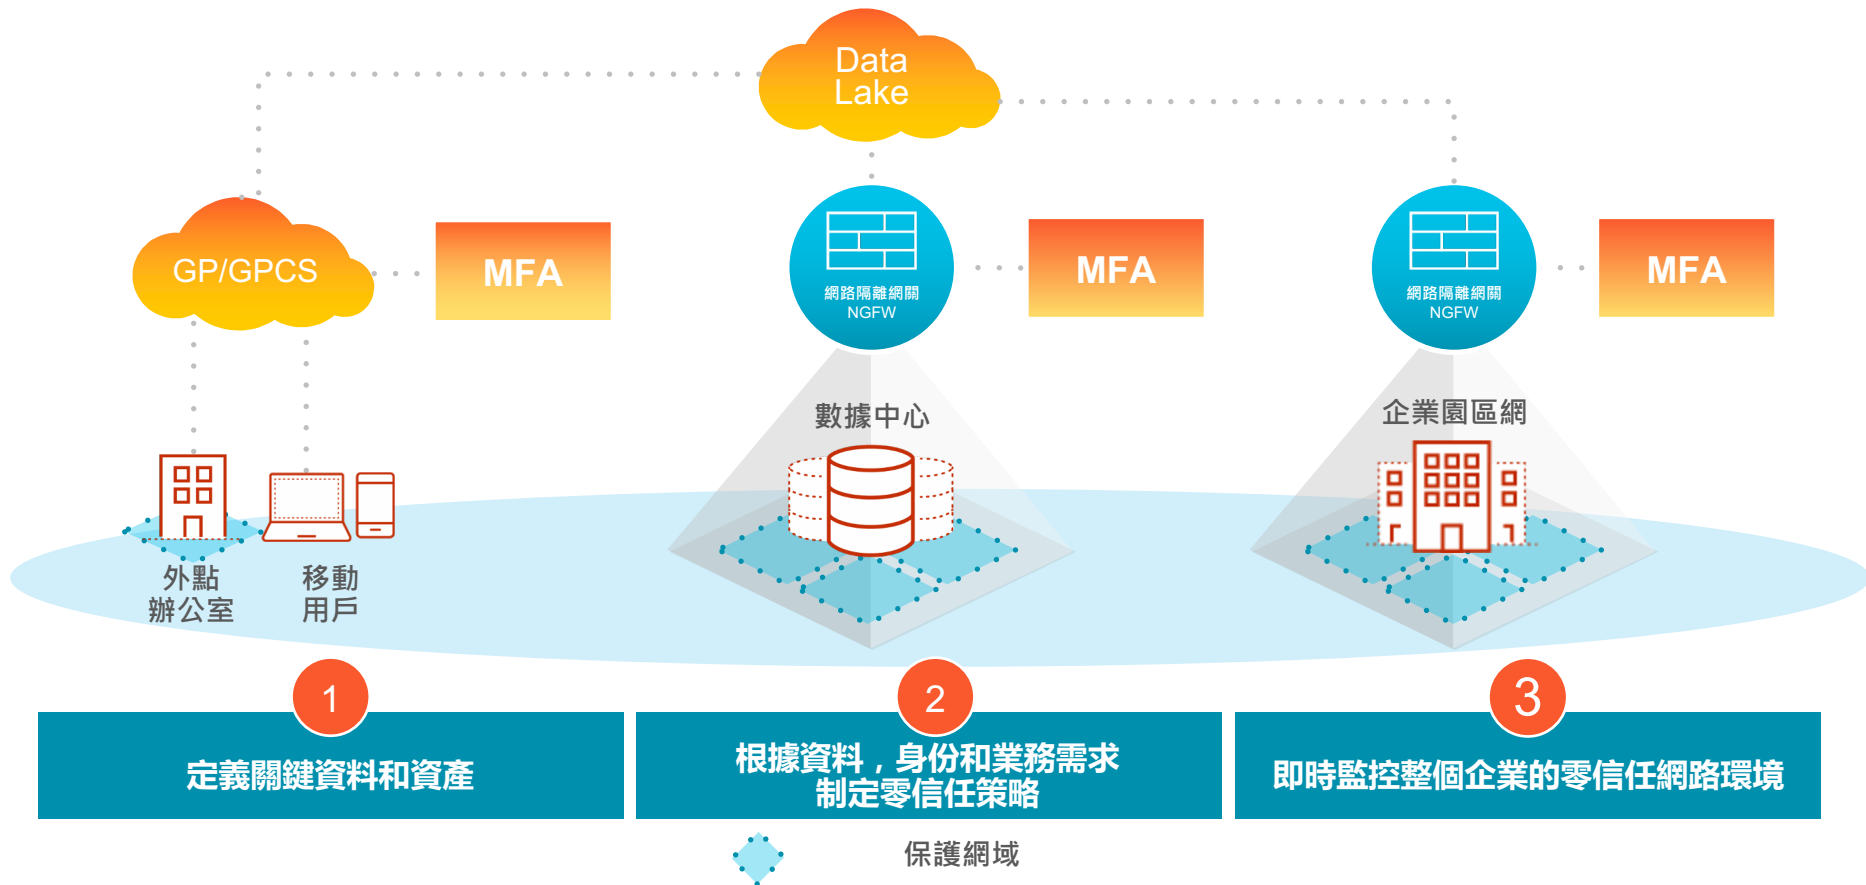 Data
Lake
GP/GPCS
MFA
網路隔離網關
NGFW
MFA
網路隔離網關
NGFW
MFA
數據中心
企業園區網
外點
辦公室
移動
用戶
1
定義關鍵資料和資產
2
根據資料，身份和業務需求
制定零信任策略
3
即時監控整個企業的零信任網路環境
保護網域